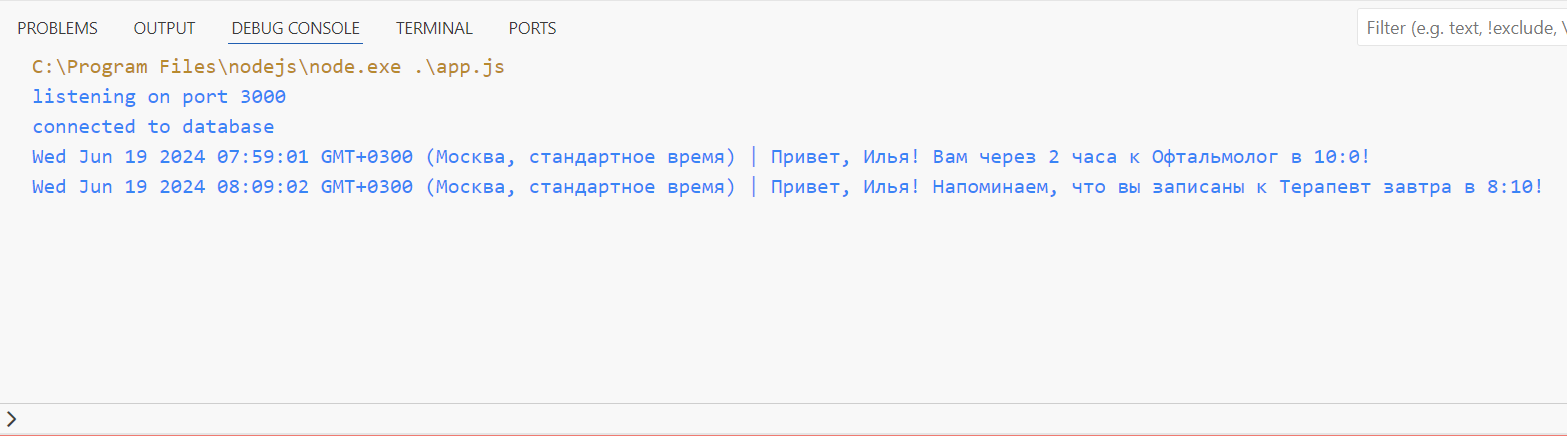 PROBLEMS OUTPUT DEBUG CONSOLE TERMINAL PORTS Filter (e.g. text, !exclude, \
C:\Program Files\nodejs\node.exe .\app.js
listening on port 3000
connected to database
Wed Jun 19 2024 07:59:01 GMT+0300 (Москва, стандартное время) | Привет, Илья! Вам через 2 часа к Офтальмолог в 10:0!
Wed Jun 19 2024 08:09:02 GMT+0300 (Москва, стандартное время) | Привет, Илья! Напоминаем, что вы записаны к Терапевт завтра в 8:10!